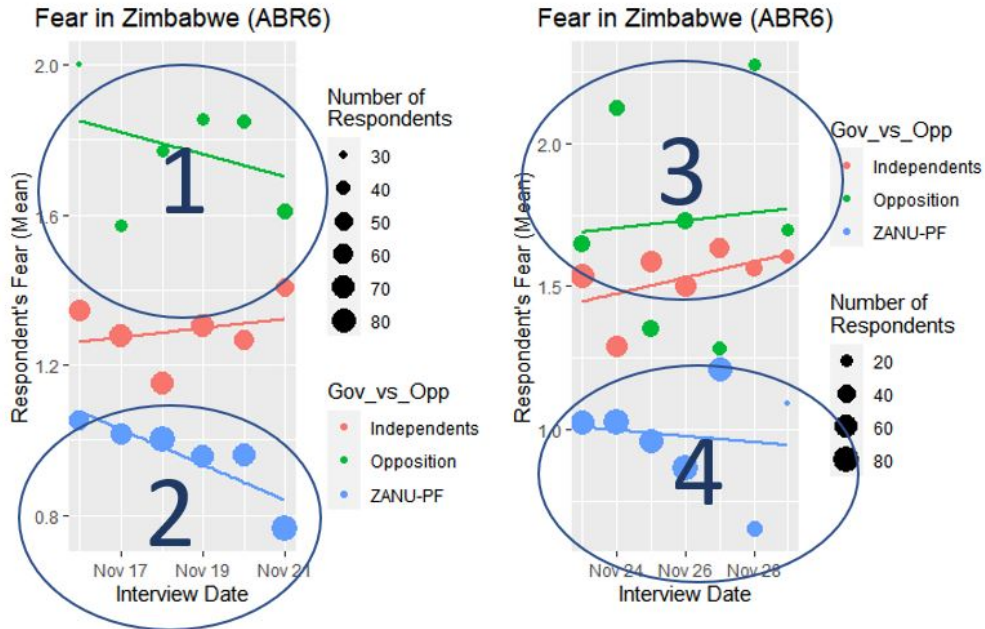 Fear in Zimbabwe (ABR6)
Respondent's Fear (Mean)
2.0
1.6
1.2
0.8
1
2
Nov 17
Nov 19
Nov 21
Interview Date
Number of
Respondents
30
40
50
60
70
80
Gov_vs_Opp
Independents
Opposition
ZANU-PF
Fear in Zimbabwe (ABR6)
Respondent's Fear (Mean)
2.0
1.5
1.0
3
4
Nov 24
Nov 26
Nov 28
Interview Date
Gov_vs_Opp
Independents
Opposition
ZANU-PF
Number of
Respondents
20
40
60
80